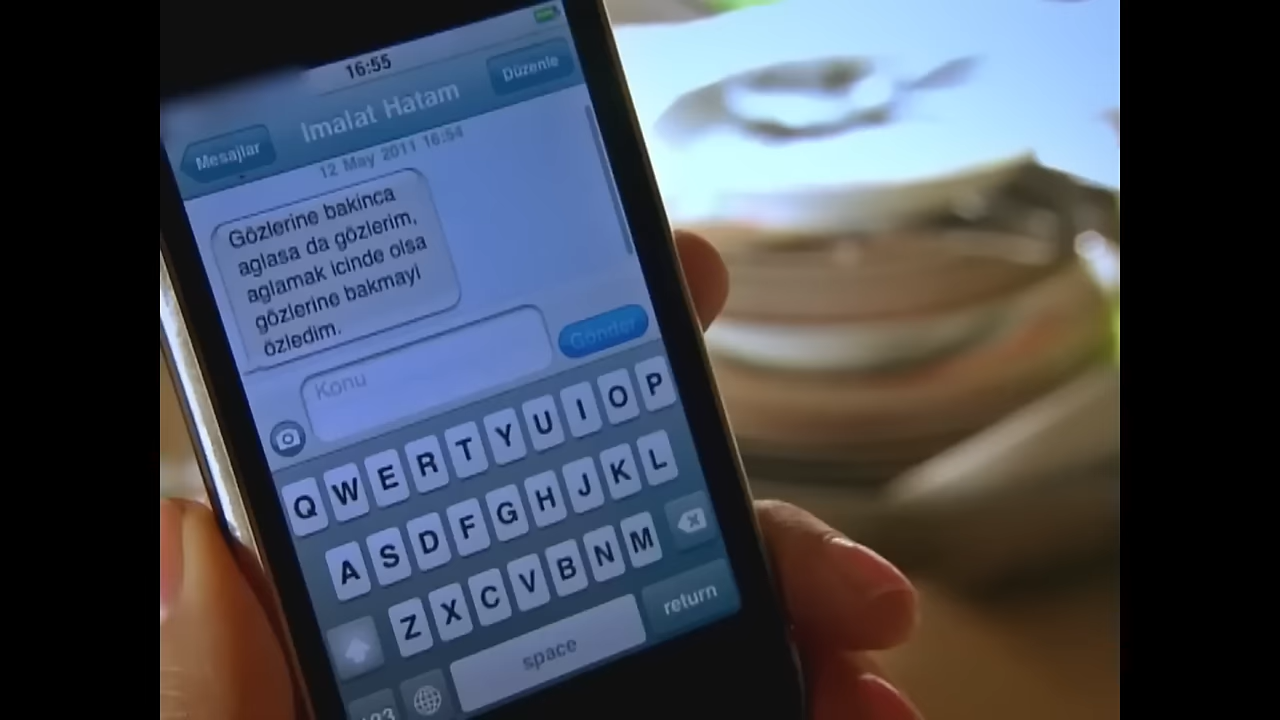 16:55
Mesajlar
Imalat Hatam
Düzenle
12 May 2011 16:54
Gözlerine bakinca
aglasa da gözlerim,
aglamak icinde olsa
gözlerine bakmayi
özledim.
Konu
Gönder
Q W E R T Y U I O P
A S D F G H J K L
Z X C V B N M
space
return